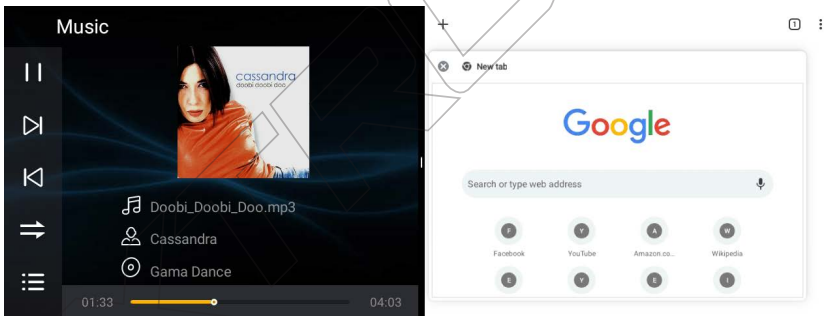 Music
cassandra
doobi doobi doo
Doobi_Doobi_Doo.mp3
Cassandra
Gama Dance
01:33
04:03
1
New tab
Google
Search or type web address
F
Y
A
W
Facebook
YouTube
Amazon.co...
Wikipedia
E
Y
E
I